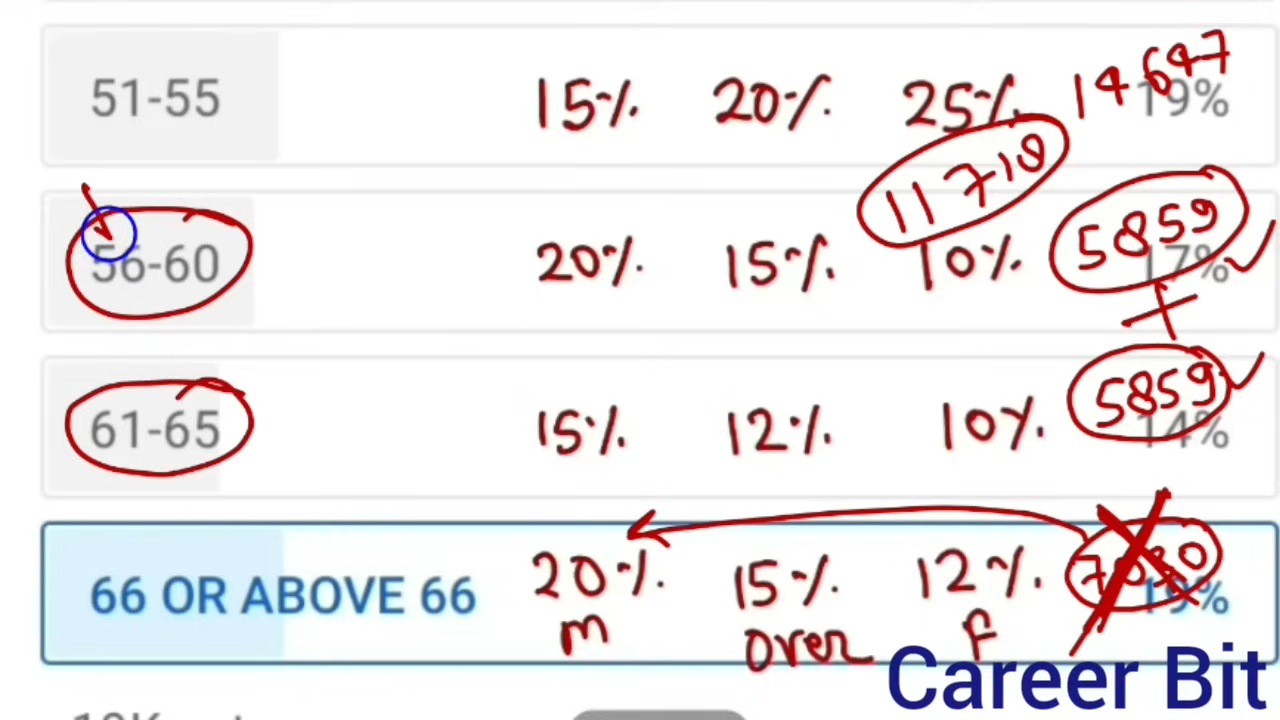 51-55 15% 20% 25% 14647 19%
11718
56-60 20% 15% 10% 5859 17%
+
61-65 15% 12% 10% 5859 14%
66 OR ABOVE 66 20% 15% 12% 19%
M over F
Career Bit